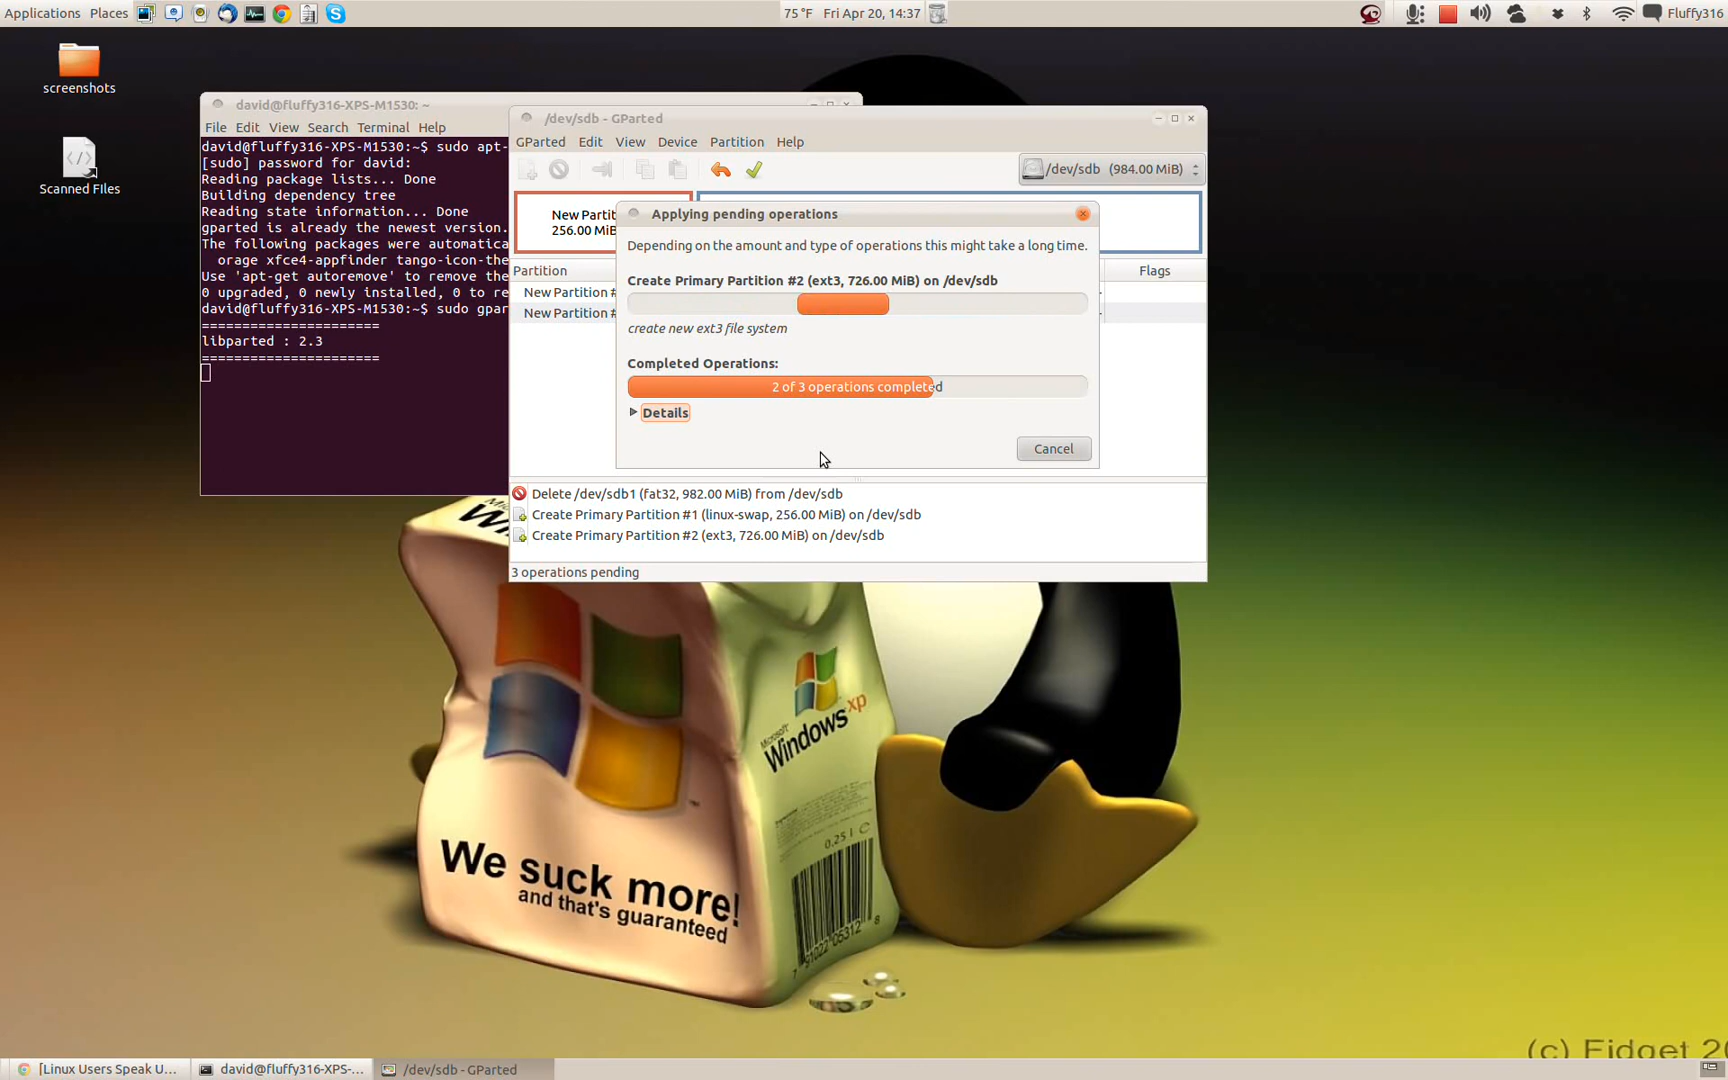 Applications Places
75 °F Fri Apr 20, 14:37
Fluffy316
screenshots
Scanned FIles
david@fluffy316-XPS-M1530: ~
File Edit View Search Terminal Help
david@fluffy316-XPS-M1530:~$ sudo apt-
[sudo] password for david:
Reading package lists... Done
Building dependency tree
Reading state information... Done
gparted is already the newest version.
The following packages were automatica
orage xfce4-appfinder tango-icon-the
Use 'apt-get autoremove' to remove the
0 upgraded, 0 newly installed, 0 to re
david@fluffy316-XPS-M1530:~$ sudo gpar
======================
libparted : 2.3
======================
/dev/sdb - GParted
GParted Edit View Device Partition Help
/dev/sdb (984.00 MiB)
New Partit
256.00 MiB
Partition
Flags
New Partition #
New Partition #
Applying pending operations
Depending on the amount and type of operations this might take a long time.
Create Primary Partition #2 (ext3, 726.00 MiB) on /dev/sdb
create new ext3 file system
Completed Operations:
2 of 3 operations completed
Details
Cancel
Delete /dev/sdb1 (fat32, 982.00 MiB) from /dev/sdb
Create Primary Partition #1 (linux-swap, 256.00 MiB) on /dev/sdb
Create Primary Partition #2 (ext3, 726.00 MiB) on /dev/sdb
3 operations pending
Microsoft
Windows xp
0.25 l
We suck more!
and that's guaranteed
(c) Fidget 20
[Linux Users Speak U...
david@fluffy316-XPS-...
/dev/sdb - GParted